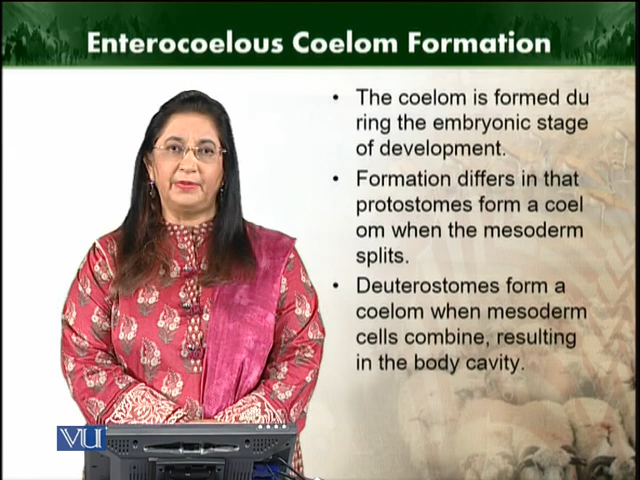 Enterocoelous Coelom Formation
• The coelom is formed du
ring the embryonic stage
of development.
• Formation differs in that
protostomes form a coel
om when the mesoderm
splits.
• Deuterostomes form a
coelom when mesoderm
cells combine, resulting
in the body cavity.
VU